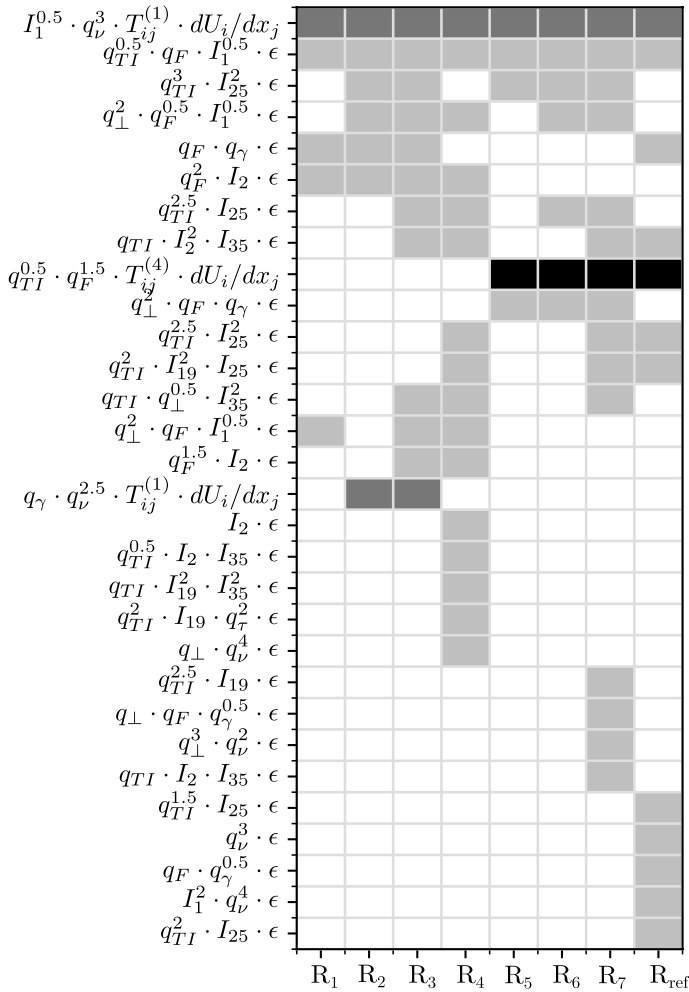 I_1^{0.5} · q_ν^3 · T_{ij}^{(1)} · dU_i/dx_j
q_{TI}^{0.5} · q_F · I_1^{0.5} · ϵ
q_{TI}^3 · I_{25}^2 · ϵ
q_⊥^2 · q_F^{0.5} · I_1^{0.5} · ϵ
q_F · q_γ · ϵ
q_F^2 · I_2 · ϵ
q_{TI}^{2.5} · I_{25} · ϵ
q_{TI} · I_2^2 · I_{35} · ϵ
q_{TI}^{0.5} · q_F^{1.5} · T_{ij}^{(4)} · dU_i/dx_j
q_⊥^2 · q_F · q_γ · ϵ
q_{TI}^{2.5} · I_{25}^2 · ϵ
q_{TI}^2 · I_{19}^2 · I_{25} · ϵ
q_{TI} · q_⊥^{0.5} · I_{35}^2 · ϵ
q_⊥^2 · q_F · I_1^{0.5} · ϵ
q_F^{1.5} · I_2 · ϵ
q_γ · q_ν^{2.5} · T_{ij}^{(1)} · dU_i/dx_j
I_2 · ϵ
q_{TI}^{0.5} · I_2 · I_{35} · ϵ
q_{TI} · I_{19}^2 · I_{35}^2 · ϵ
q_{TI}^2 · I_{19} · q_τ^2 · ϵ
q_⊥ · q_ν^4 · ϵ
q_{TI}^{2.5} · I_{19} · ϵ
q_⊥ · q_F · q_γ^{0.5} · ϵ
q_⊥^3 · q_ν^2 · ϵ
q_{TI} · I_2 · I_{35} · ϵ
q_{TI}^{1.5} · I_{25} · ϵ
q_ν^3 · ϵ
q_F · q_γ^{0.5} · ϵ
I_1^2 · q_ν^4 · ϵ
q_{TI}^2 · I_{25} · ϵ
R_1 R_2 R_3 R_4 R_5 R_6 R_7 R_{ref}